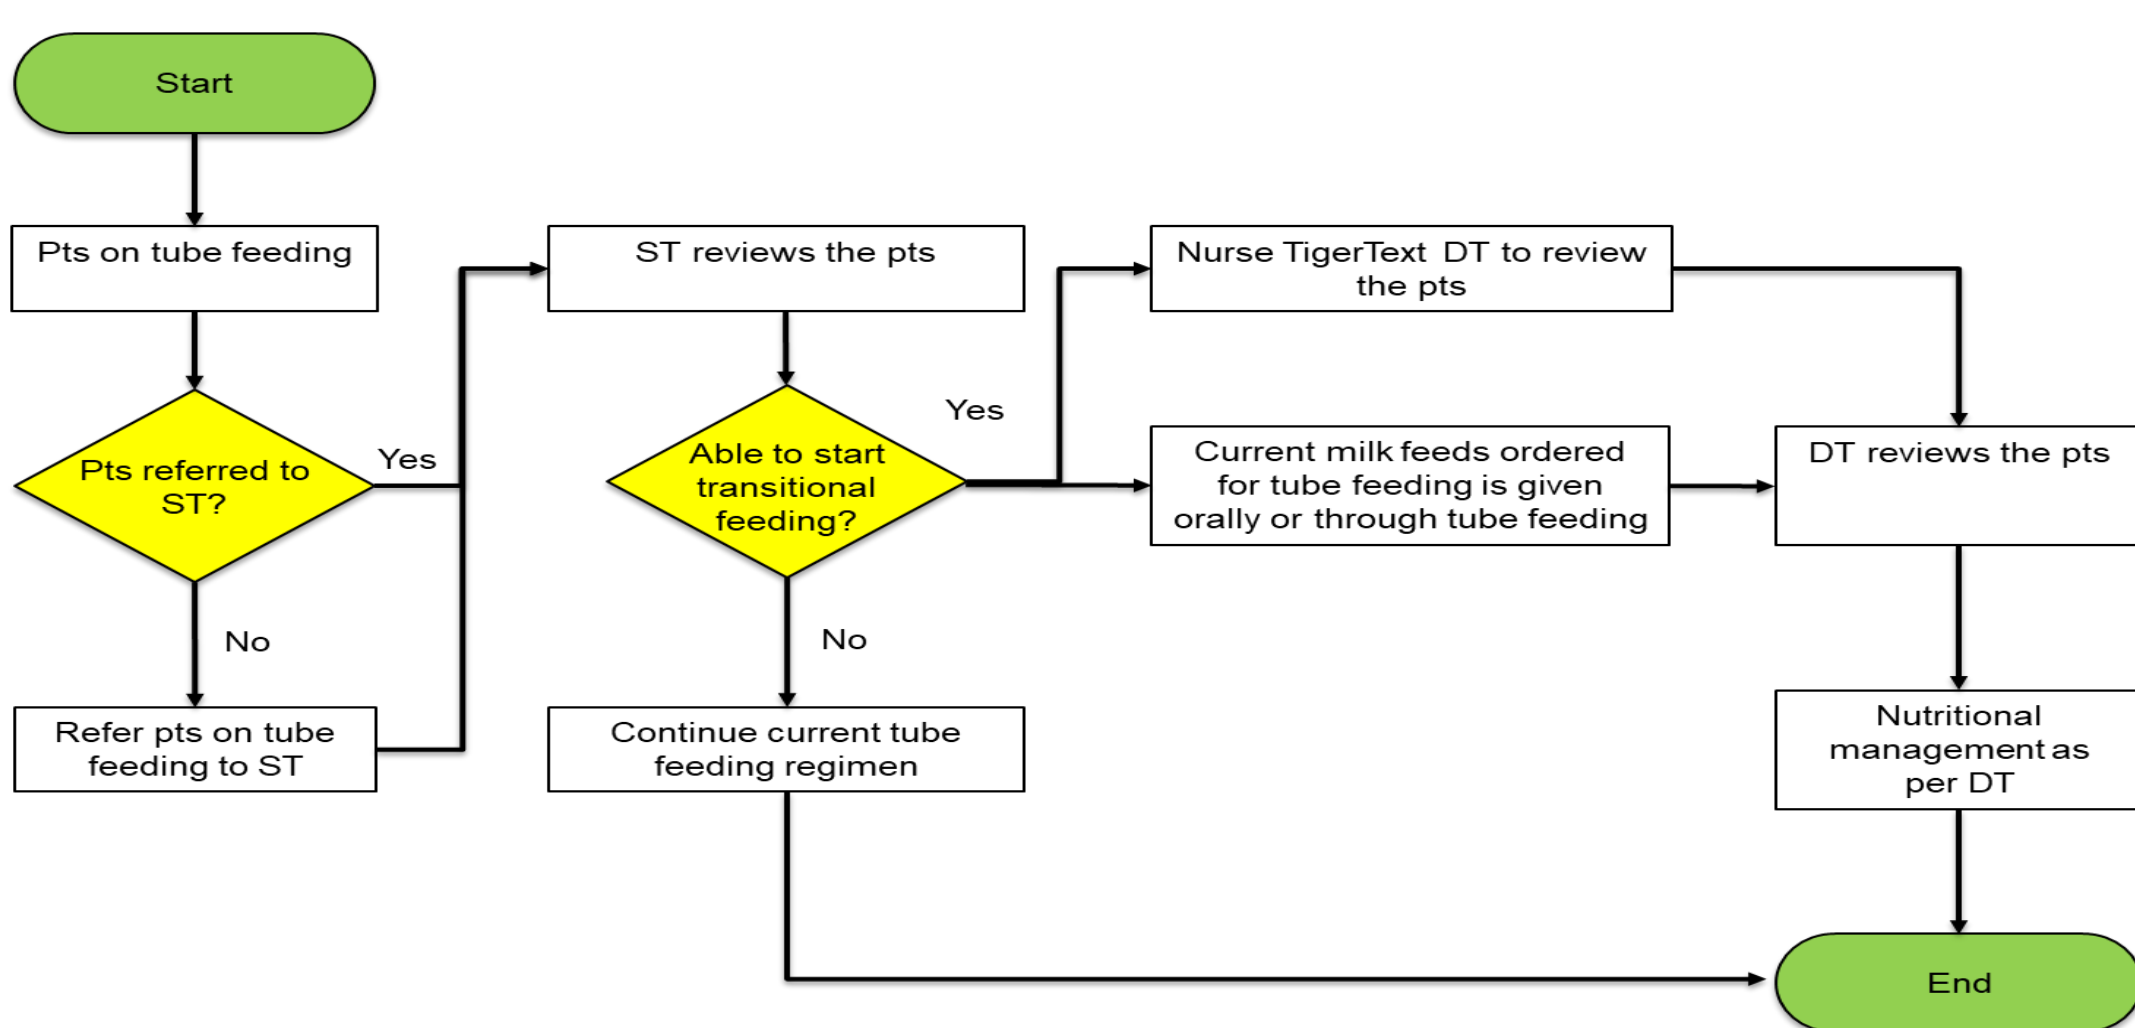 Start
Pts on tube feeding
Pts referred to
ST?
Yes
No
Refer pts on tube
feeding to ST
ST reviews the pts
Able to start
transitional
feeding?
Yes
No
Continue current tube
feeding regimen
Nurse TigerText DT to review
the pts
Current milk feeds ordered
for tube feeding is given
orally or through tube feeding
DT reviews the pts
Nutritional
management as
per DT
End